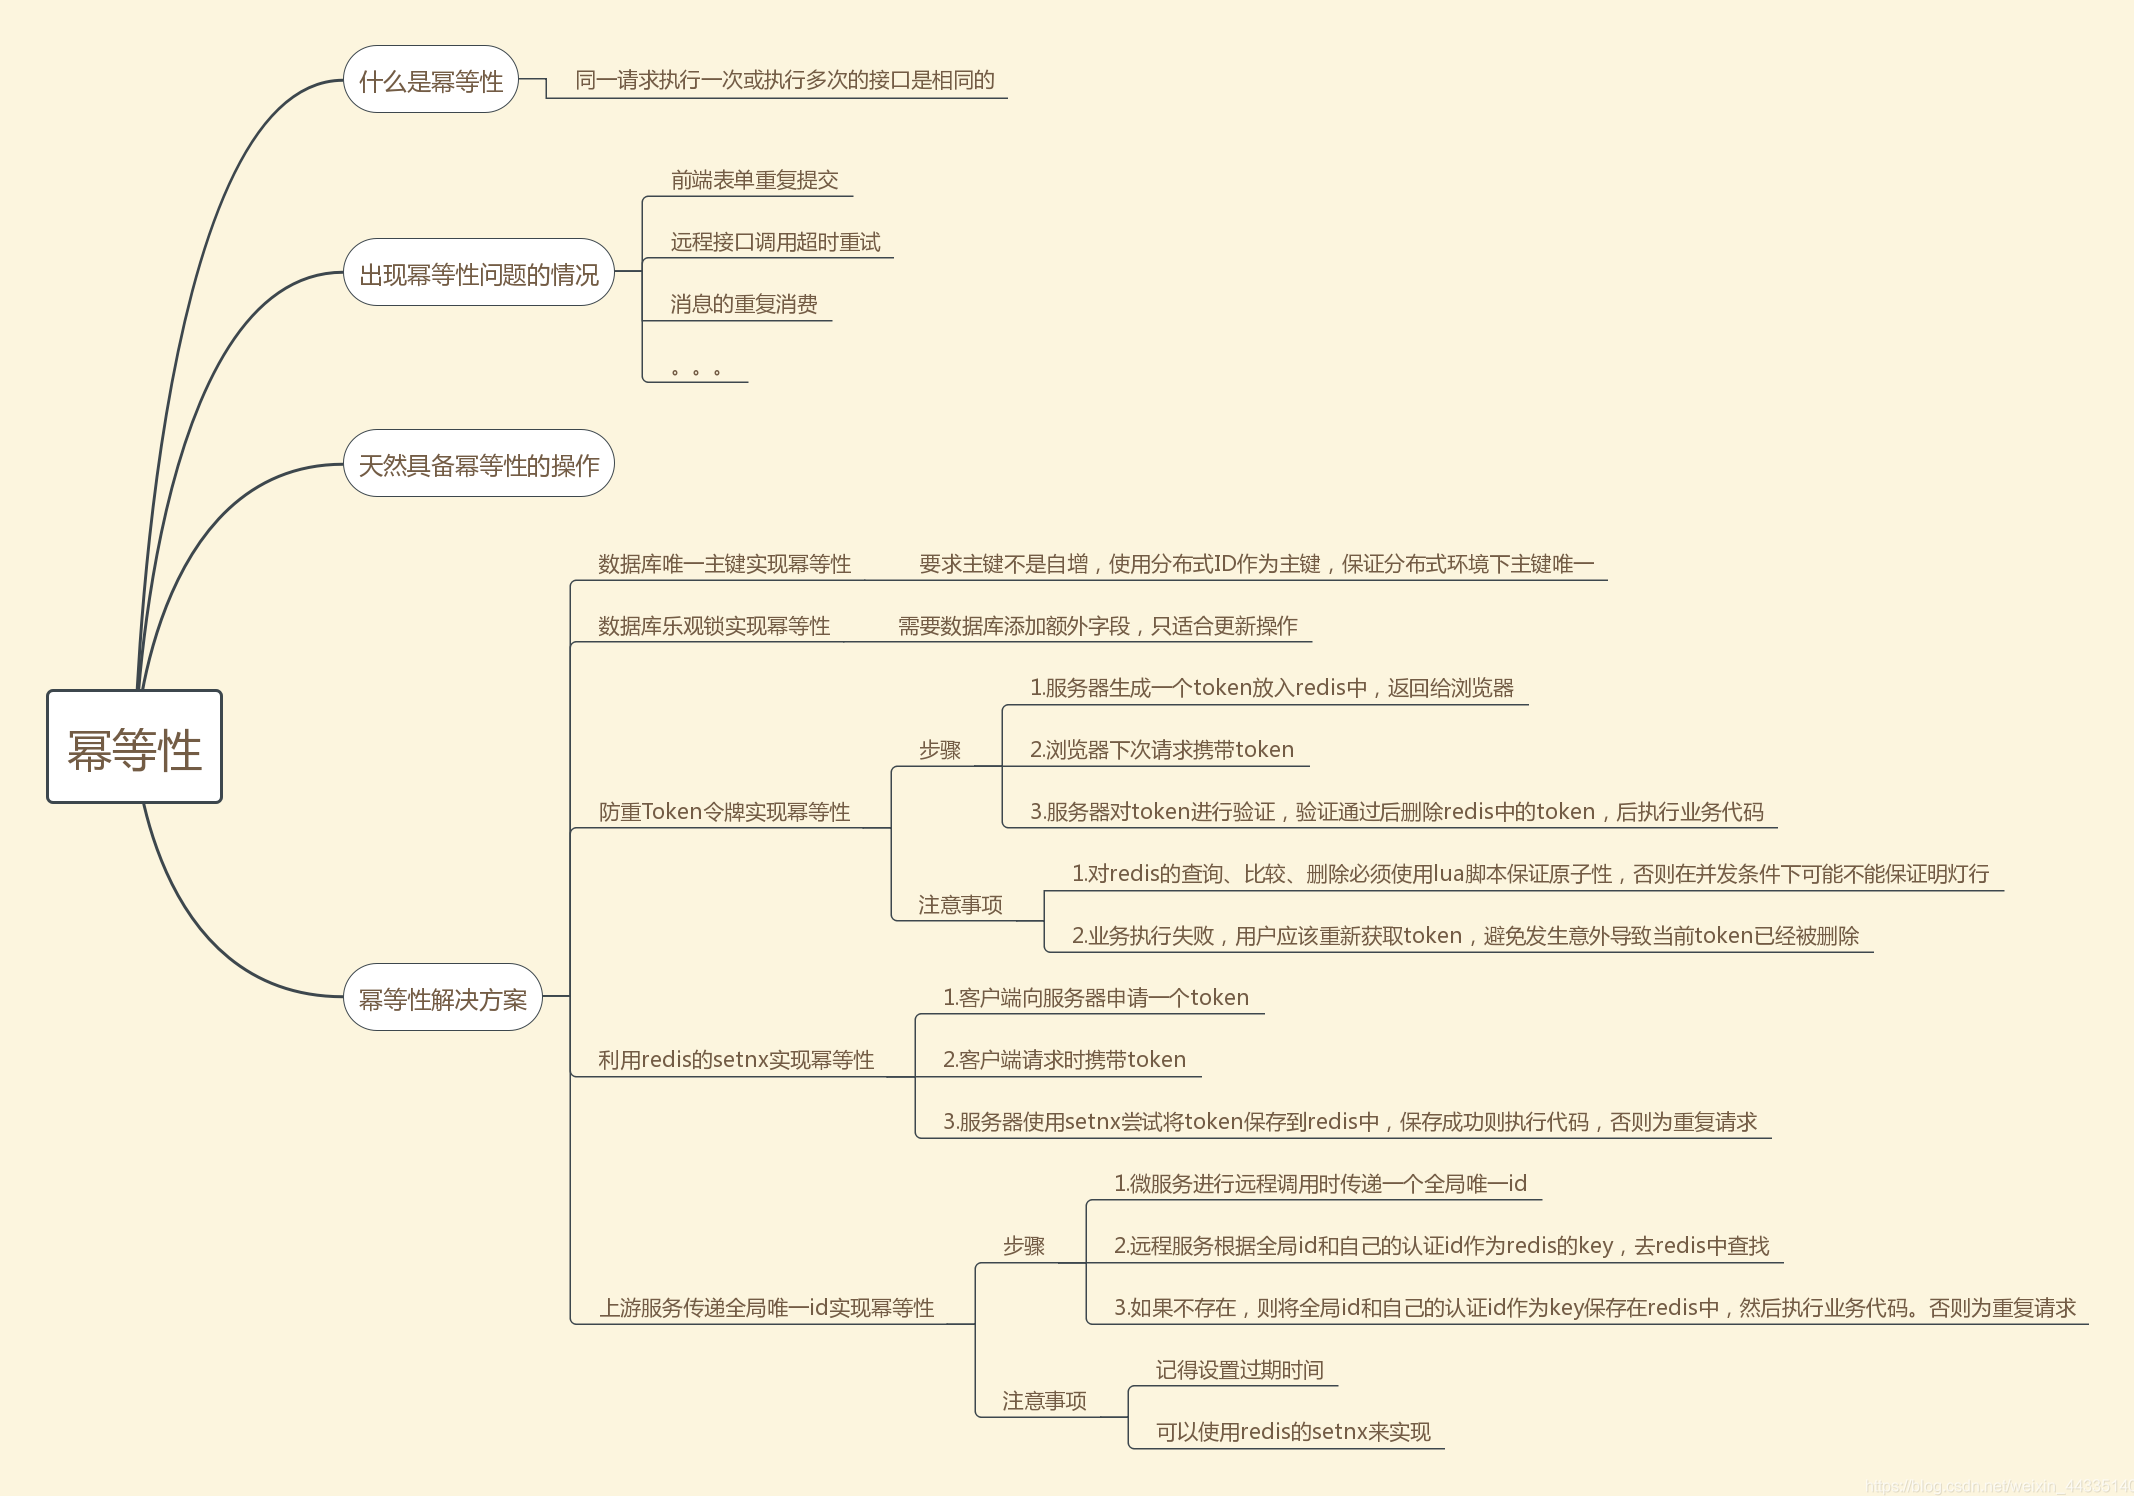 什么是幂等性
同一请求执行一次或执行多次的接口是相同的
出现幂等性问题的情况
前端表单重复提交
远程接口调用超时重试
消息的重复消费
。。。
天然具备幂等性的操作
幂等性
幂等性解决方案
数据库唯一主键实现幂等性
要求主键不是自增，使用分布式ID作为主键，保证分布式环境下主键唯一
数据库乐观锁实现幂等性
需要数据库添加额外字段，只适合更新操作
防重Token令牌实现幂等性
步骤
1.服务器生成一个token放入redis中，返回给浏览器
2.浏览器下次请求携带token
3.服务器对token进行验证，验证通过后删除redis中的token，后执行业务代码
注意事项
1.对redis的查询、比较、删除必须使用lua脚本保证原子性，否则在并发条件下可能不能保证明灯行
2.业务执行失败，用户应该重新获取token，避免发生意外导致当前token已经被删除
利用redis的setnx实现幂等性
1.客户端向服务器申请一个token
2.客户端请求时携带token
3.服务器使用setnx尝试将token保存到redis中，保存成功则执行代码，否则为重复请求
上游服务传递全局唯一id实现幂等性
步骤
1.微服务进行远程调用时传递一个全局唯一id
2.远程服务根据全局id和自己的认证id作为redis的key，去redis中查找
3.如果不存在，则将全局id和自己的认证id作为key保存在redis中，然后执行业务代码。否则为重复请求
注意事项
记得设置过期时间
可以使用redis的setnx来实现
https://blog.csdn.net/weixin_44335140